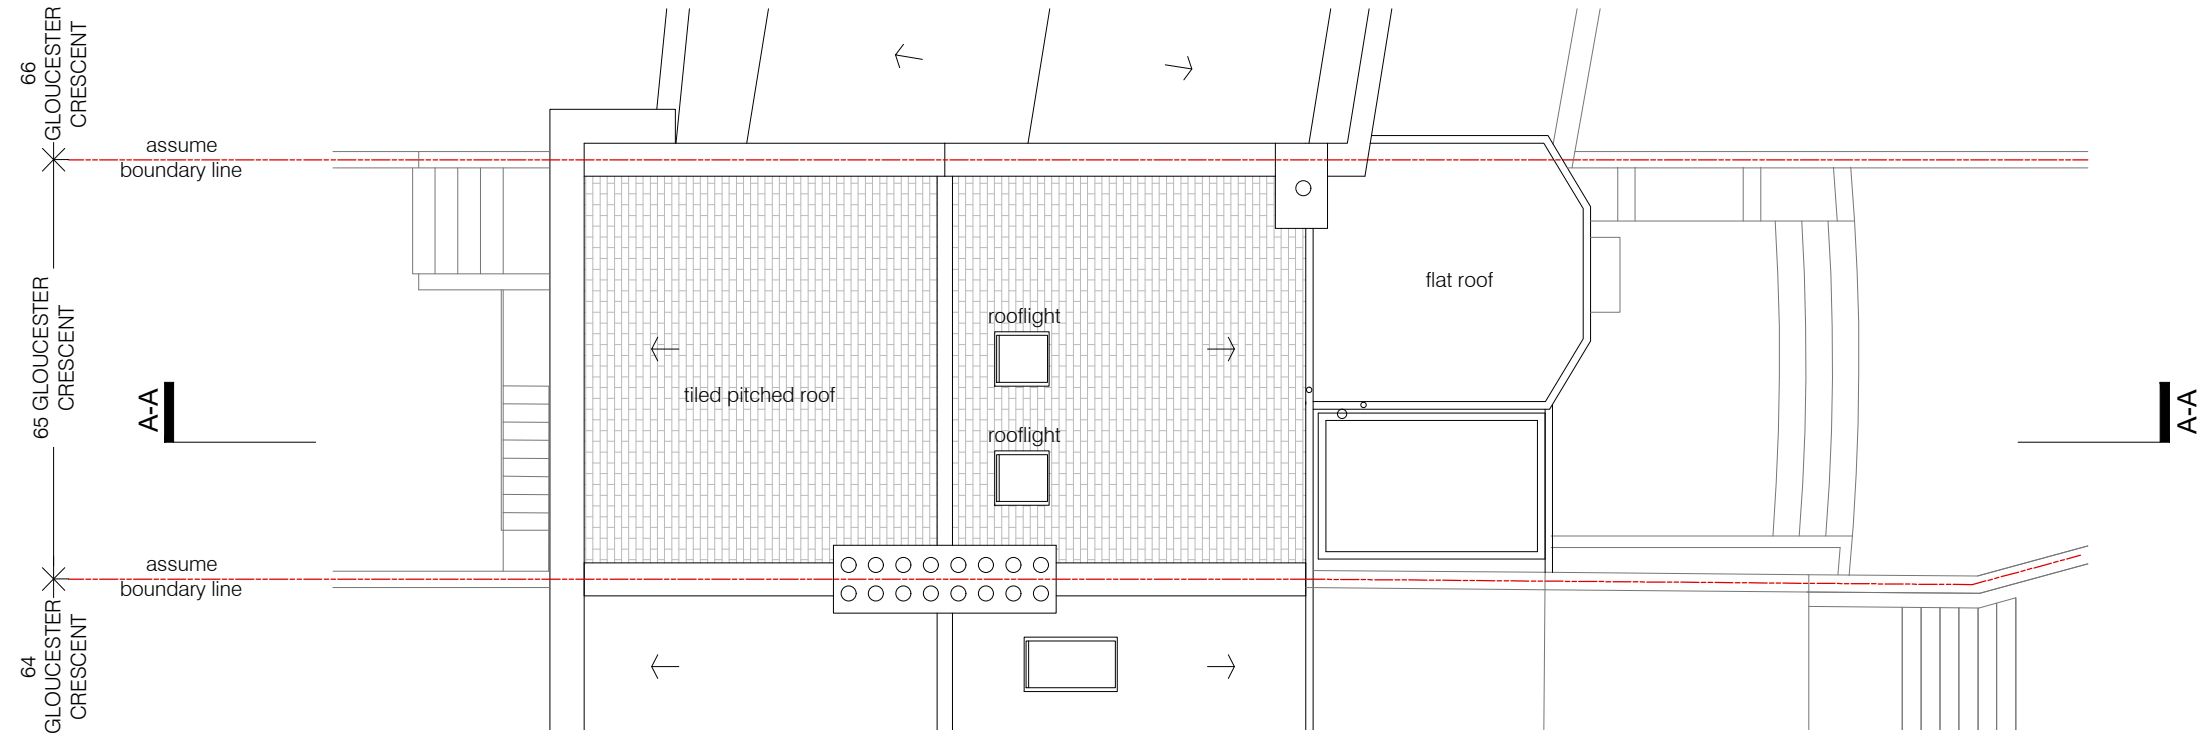 66
GLOUCESTER
CRESCENT
assume
boundary line
flat roof
rooflight
65 GLOUCESTER
CRESCENT
tiled pitched roof
A-A
A-A
rooflight
assume
boundary line
64
GLOUCESTER
CRESCENT